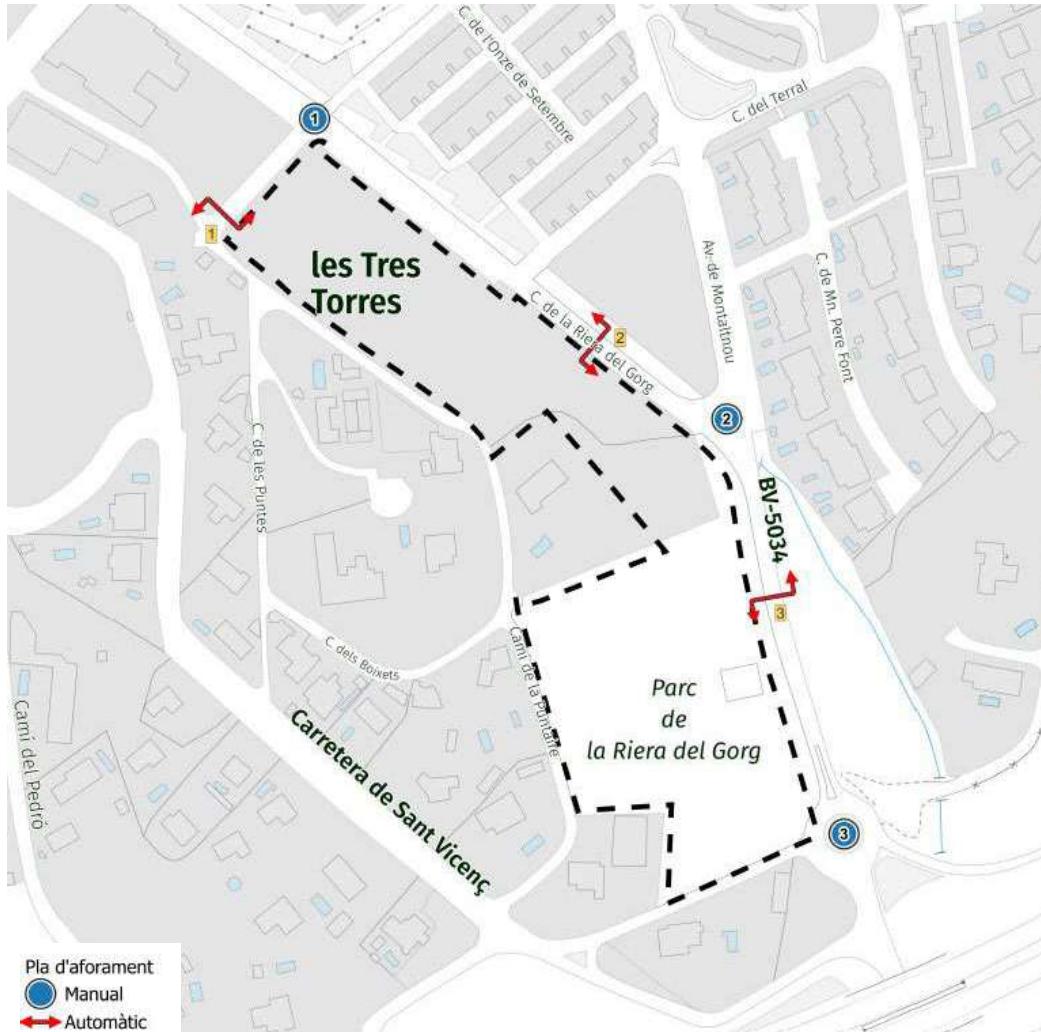 C. de l'Onze de Setembre
C. del Terral
1
1
les Tres
Torres
C. de la Riera del Gorg
2
Av. de Montaltnou
C. de Mn. Pere Font
2
C. de les Puntes
BV-5034
3
C. dels Boixets
Camí de la Puntaire
Parc
de
la Riera del Gorg
Carretera de Sant Vicenç
Camí del Pedró
3
Pla d'aforament
Manual
Automàtic